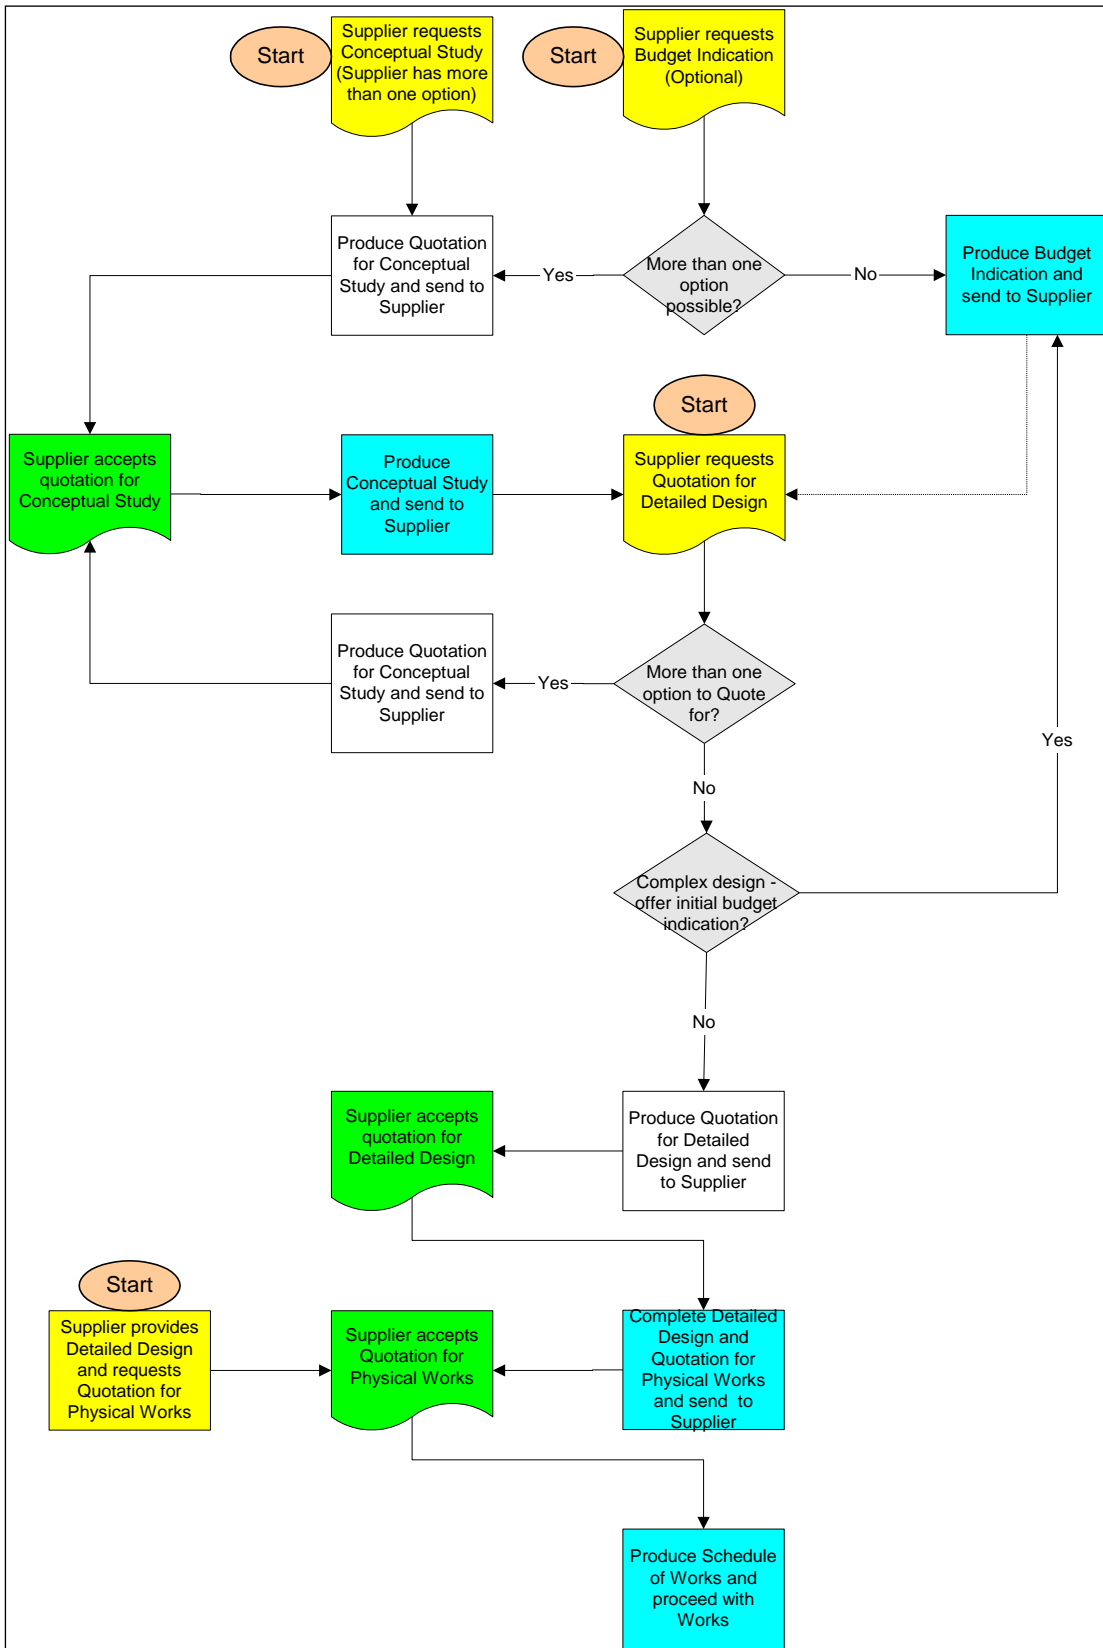 Start
Supplier requests
Conceptual Study
(Supplier has more
than one option)
Start
Supplier requests
Budget Indication
(Optional)
Produce Quotation
for Conceptual
Study and send to
Supplier
Yes
More than one
option
possible?
No
Produce Budget
Indication and
send to Supplier
Start
Supplier accepts
quotation for
Conceptual Study
Produce
Conceptual Study
and send to
Supplier
Supplier requests
Quotation for
Detailed Design
Produce Quotation
for Conceptual
Study and send to
Supplier
Yes
More than one
option to Quote
for?
Yes
No
Complex design -
offer initial budget
indication?
No
Supplier accepts
quotation for
Detailed Design
Produce Quotation
for Detailed
Design and send
to Supplier
Start
Supplier provides
Detailed Design
and requests
Quotation for
Physical Works
Supplier accepts
Quotation for
Physical Works
Complete Detailed
Design and
Quotation for
Physical Works
and send  to
Supplier
Produce Schedule
of Works and
proceed with
Works